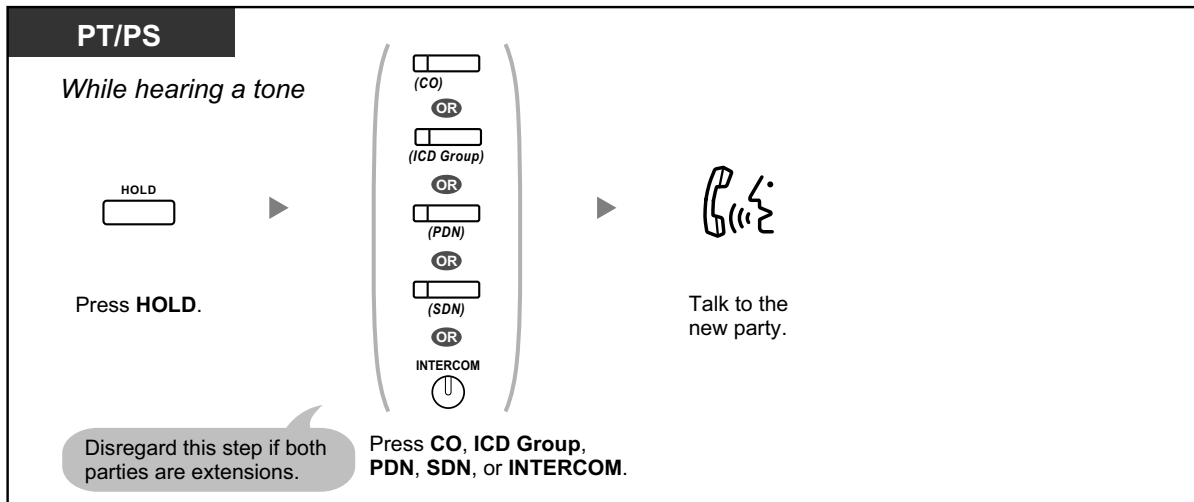 PT/PS
While hearing a tone
HOLD
Press HOLD.
(CO)
OR
(ICD Group)
OR
(PDN)
OR
(SDN)
OR
INTERCOM
Disregard this step if both
parties are extensions.
Press CO, ICD Group,
PDN, SDN, or INTERCOM.
Talk to the
new party.